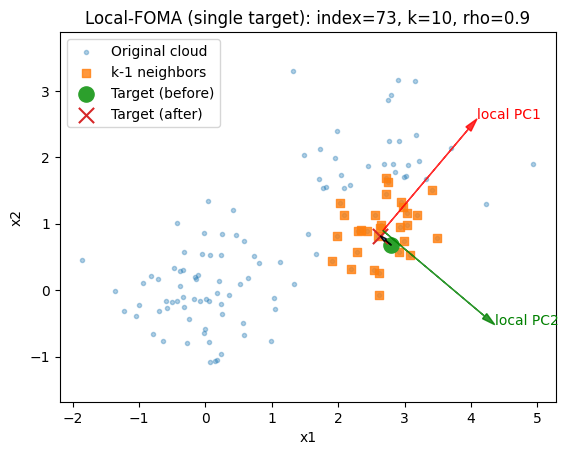 Local-FOMA (single target): index=73, k=10, rho=0.9
Original cloud
k-1 neighbors
Target (before)
Target (after)
local PC1
local PC2
x2
3
2
1
0
−1
−2
−1
0
1
2
3
4
5
x1